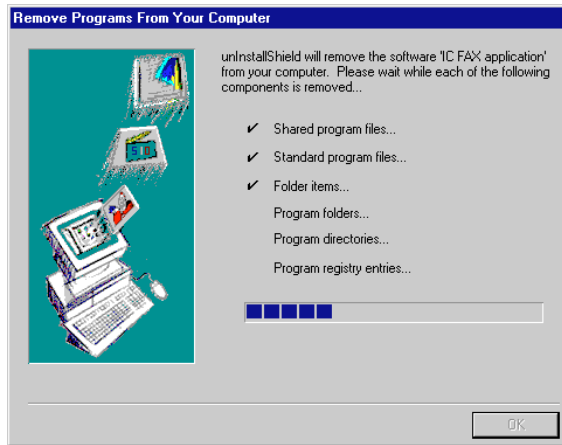 Remove Programs From Your Computer
unInstallShield will remove the software 'IC FAX application'
from your computer. Please wait while each of the following
components is removed...
✔ Shared program files...
✔ Standard program files...
✔ Folder items...
Program folders...
Program directories...
Program registry entries...
OK